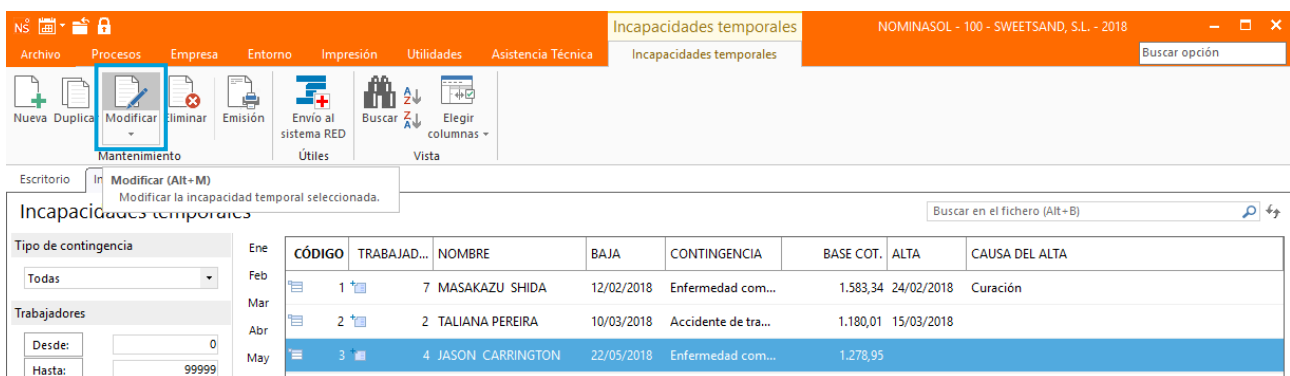 NS Incapacidades temporales NOMINASOL - 100 - SWEETSAND, S.L. - 2018
Archivo Procesos Empresa Entorno Impresión Utilidades Asistencia Técnica Incapacidades temporales Buscar opción
Nueva Duplica Modificar Eliminar Emisión Envío al sistema RED Buscar Elegir columnas
Mantenimiento Útiles Vista
Escritorio In Modificar (Alt+M)
Modificar la incapacidad temporal seleccionada.
Incapacidades temporales Buscar en el fichero (Alt+B)
Tipo de contingencia Ene CÓDIGO TRABAJAD... NOMBRE BAJA CONTINGENCIA BASE COT. ALTA CAUSA DEL ALTA
Todas Feb 1 7 MASAKAZU SHIDA 12/02/2018 Enfermedad com... 1.583,34 24/02/2018 Curación
Mar
Trabajadores Abr 2 2 TALIANA PEREIRA 10/03/2018 Accidente de tra... 1.180,01 15/03/2018
Desde: 0
May 3 4 JASON CARRINGTON 22/05/2018 Enfermedad com... 1.278,95
Hasta: 99999